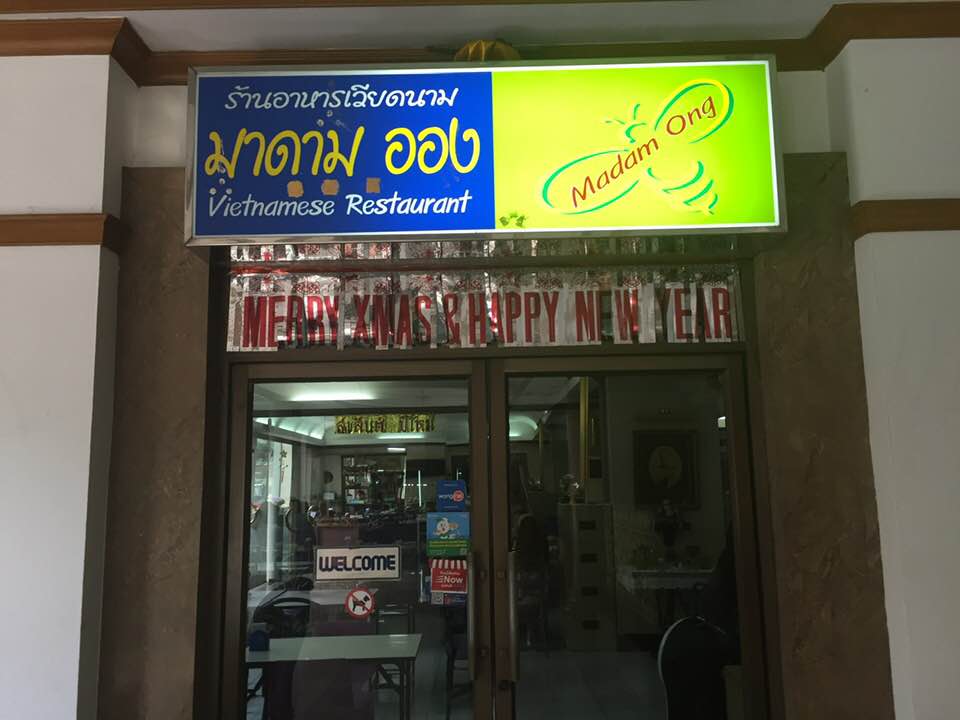 ร้านอาหารเวียดนาม
มาดาม ออง
Vietnamese Restaurant
Madam Ong
MERRY XMAS & HAPPY NEW YEAR
WELCOME
Now